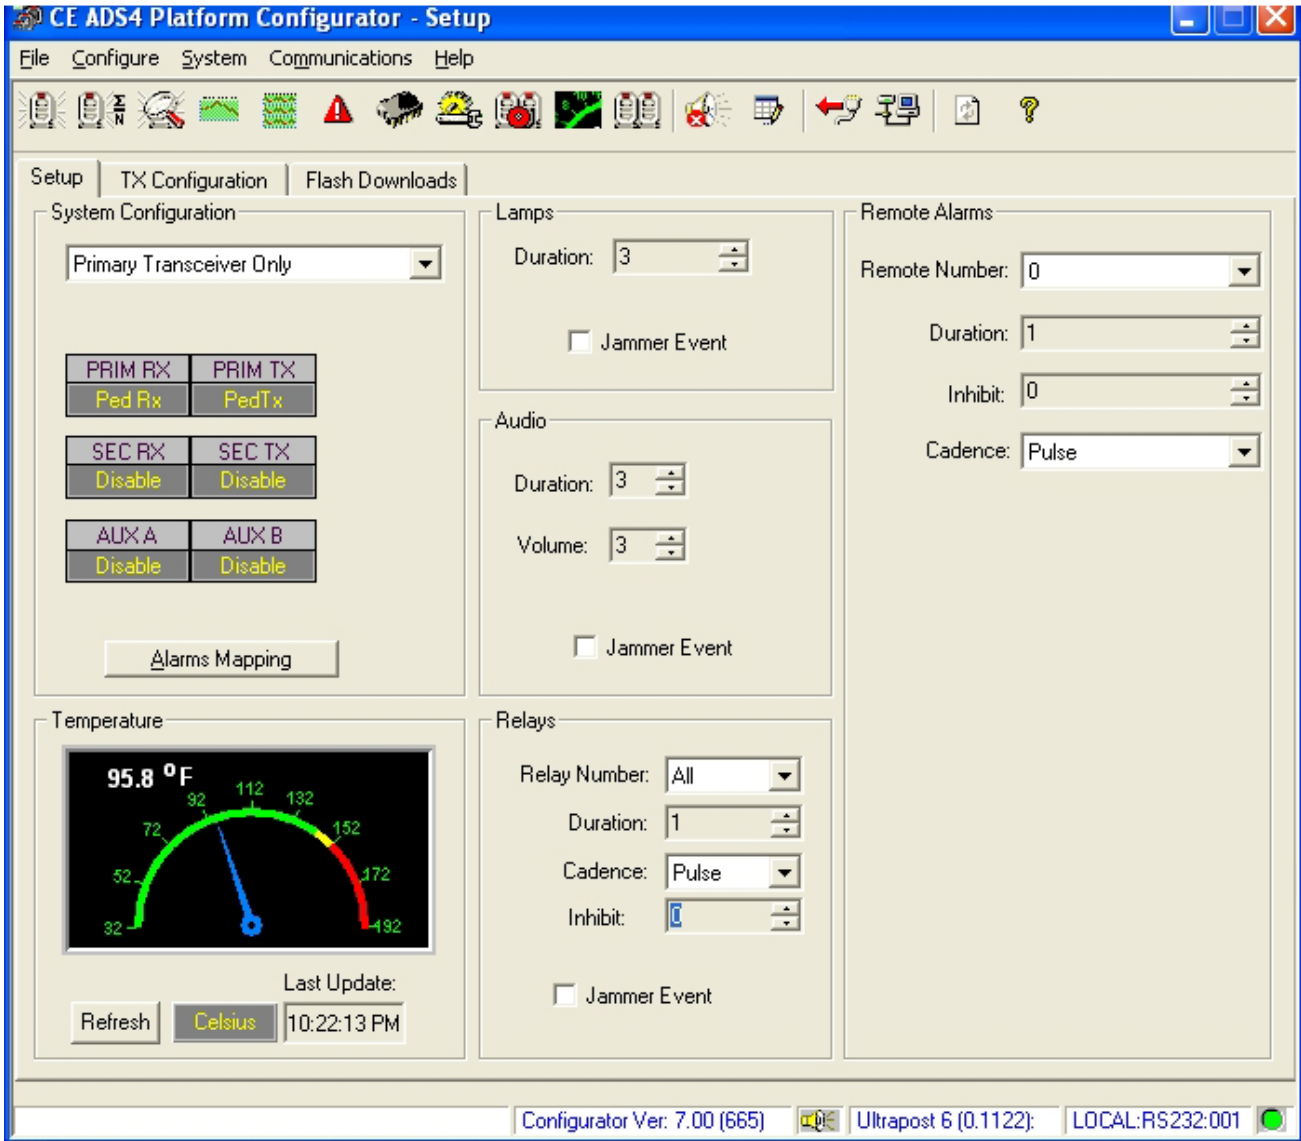 CE ADS4 Platform Configurator - Setup
File Configure System Communications Help
Setup TX Configuration Flash Downloads
System Configuration
Primary Transceiver Only
PRIM RX PRIM TX
Ped Rx PedTx
SEC RX SEC TX
Disable Disable
AUX A AUX B
Disable Disable
Alarms Mapping
Temperature
95.8 °F
32 52 72 92 112 132 152 172 192
Last Update:
Refresh Celsius 10:22:13 PM
Lamps
Duration: 3
Jammer Event
Audio
Duration: 3
Volume: 3
Jammer Event
Relays
Relay Number: All
Duration: 1
Cadence: Pulse
Inhibit: 0
Jammer Event
Remote Alarms
Remote Number: 0
Duration: 1
Inhibit: 0
Cadence: Pulse
Configurator Ver: 7.00 (665) Ultrapost 6 (0.1122): LOCAL:RS232:001